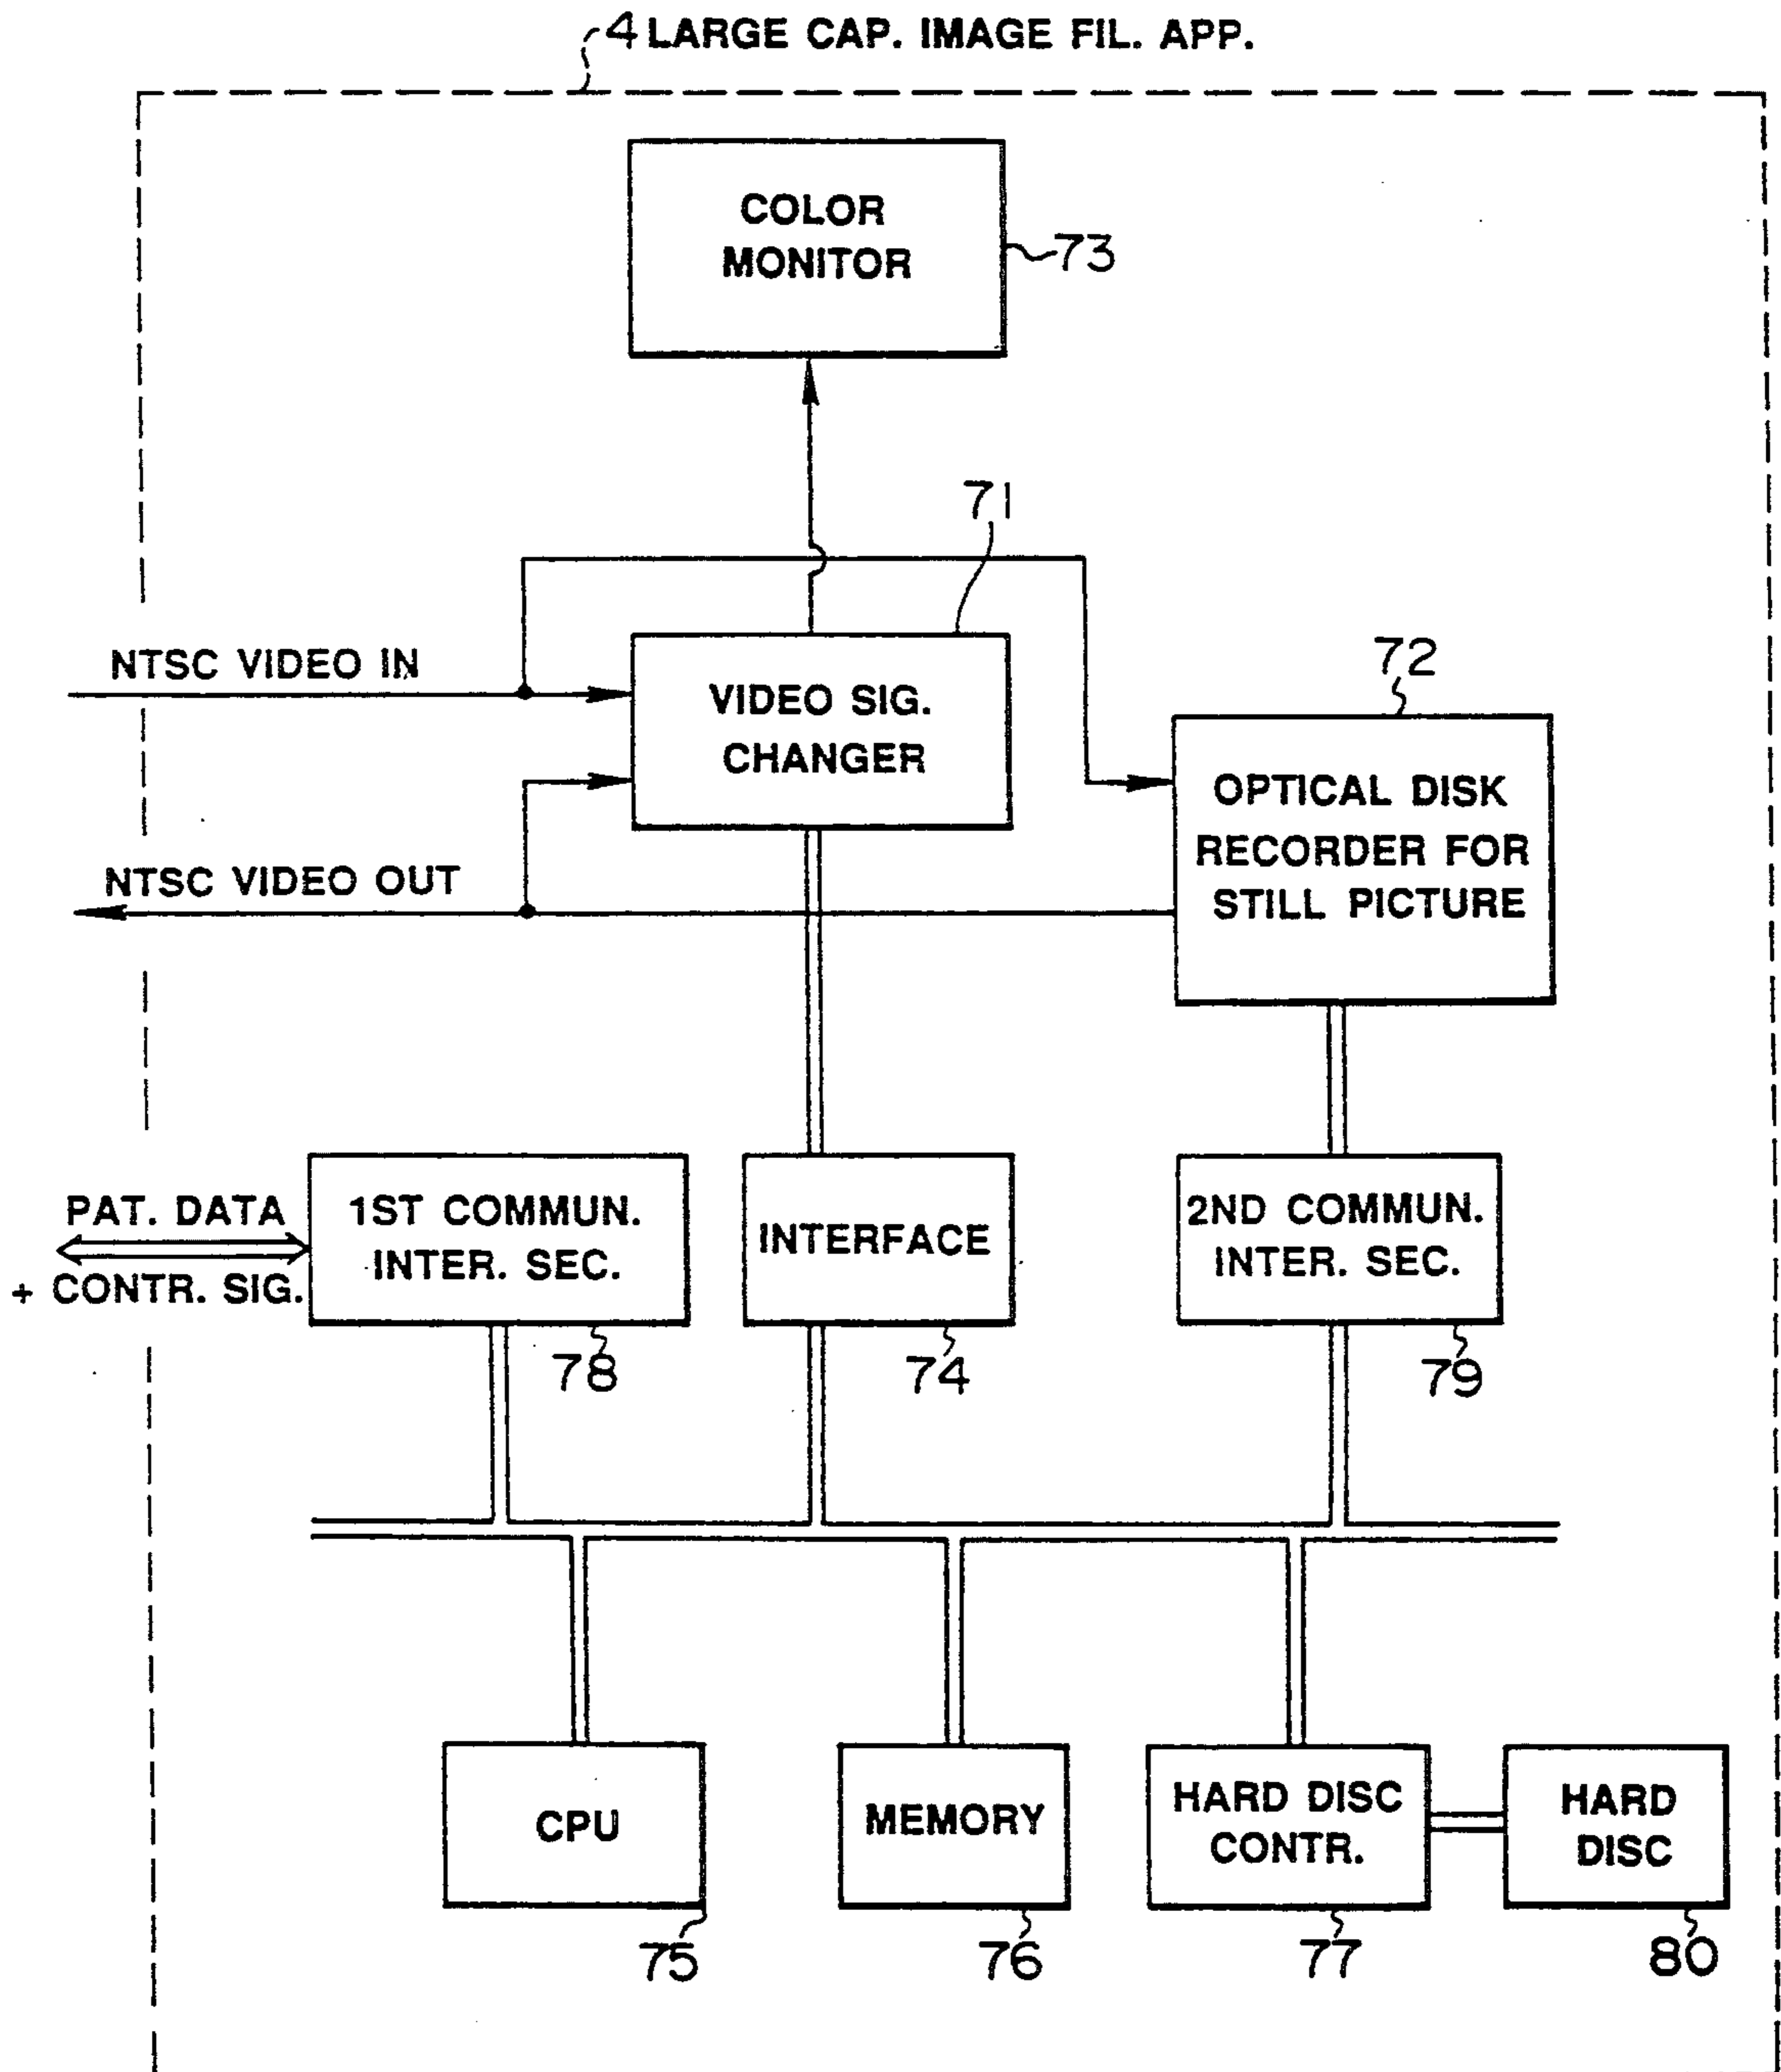 4 LARGE CAP. IMAGE FIL. APP.
COLOR
MONITOR
73
71
NTSC VIDEO IN
VIDEO SIG.
CHANGER
72
OPTICAL DISK
RECORDER FOR
STILL PICTURE
NTSC VIDEO OUT
PAT. DATA
+ CONTR. SIG.
1ST COMMUN.
INTER. SEC.
78
INTERFACE
74
2ND COMMUN.
INTER. SEC.
79
CPU
75
MEMORY
76
HARD DISC
CONTR.
77
HARD
DISC
80